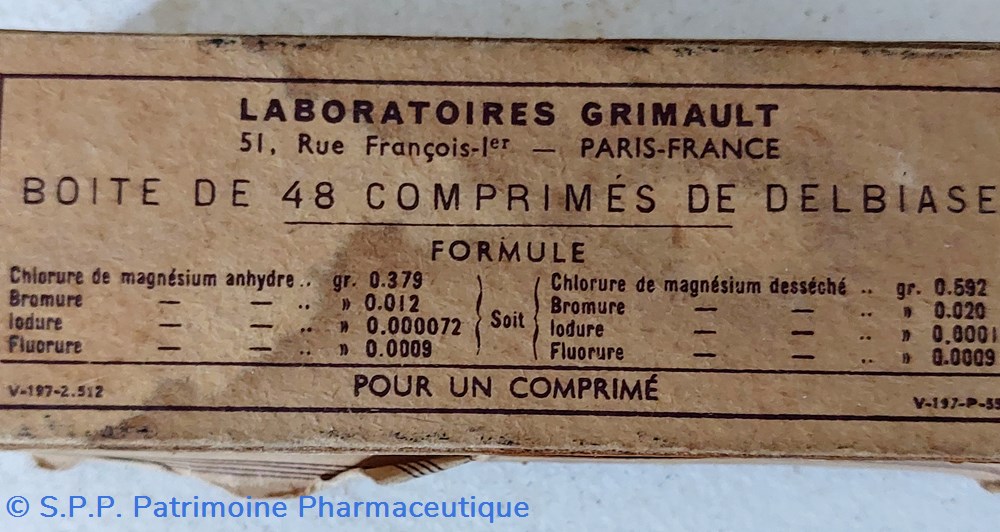 LABORATOIRES GRIMAULT
51, Rue François-Ier — PARIS-FRANCE
BOITE DE 48 COMPRIMÉS DE DELBIASE
FORMULE
Chlorure de magnésium anhydre .. gr. 0.379
Bromure — — .. » 0.012
Iodure — — .. » 0.000072
Fluorure — — .. » 0.0009
Soit
Chlorure de magnésium desséché .. gr. 0.592
Bromure — — .. » 0.020
Iodure — — .. » 0.0001
Fluorure — — .. » 0.0009
POUR UN COMPRIMÉ
V-197-2.512
V-197-P-55
© S.P.P. Patrimoine Pharmaceutique